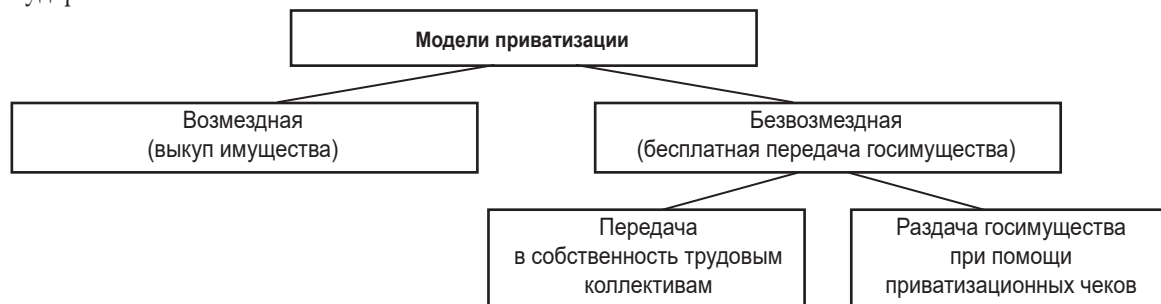 Модели приватизации
Возмездная
(выкуп имущества)
Безвозмездная
(бесплатная передача госимущества)
Передача
в собственность трудовым
коллективам
Раздача госимущества
при помощи
приватизационных чеков